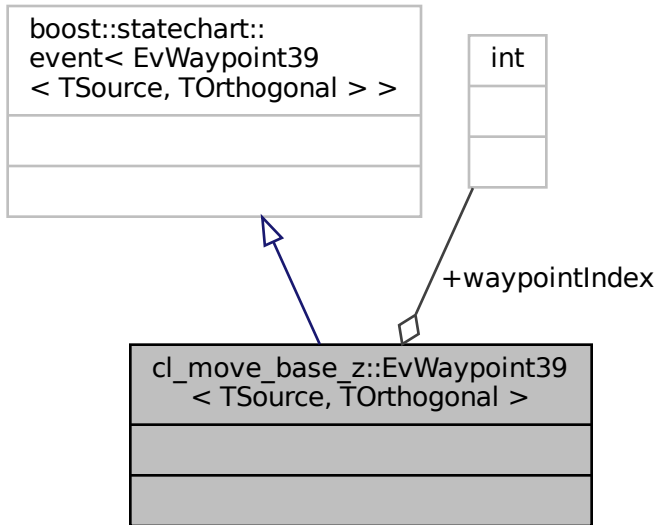 boost::statechart::
event< EvWaypoint39
< TSource, TOrthogonal > >
int
+waypointIndex
cl_move_base_z::EvWaypoint39
< TSource, TOrthogonal >